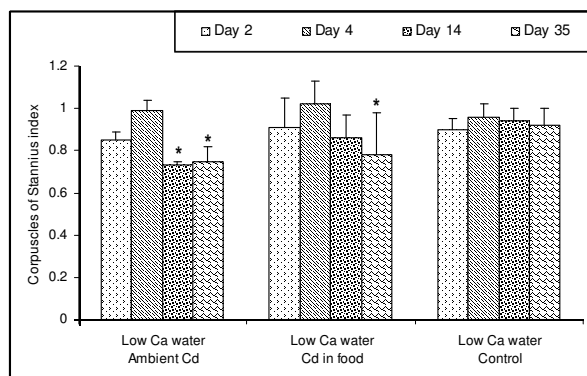 Day 2 Day 4 Day 14 Day 35
Corpuscles of Stannius index
1.2
1
0.8
0.6
0.4
0.2
0
* * *
Low Ca water Low Ca water Low Ca water
Ambient Cd Cd in food Control